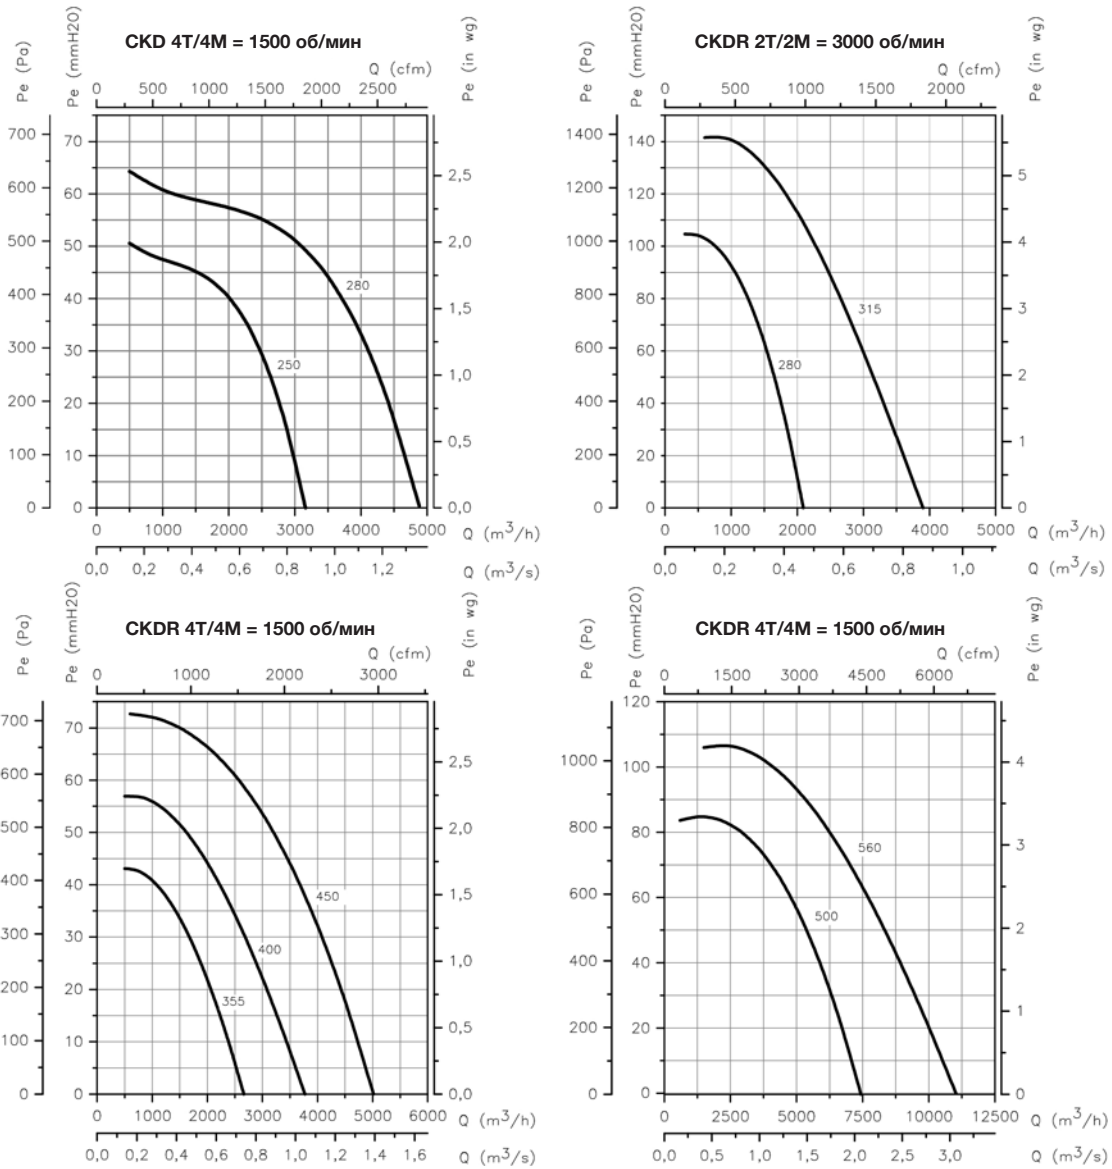 CKD 4T/4M = 1500 об/мин
Q (cfm)
0 500 1000 1500 2000 2500
Pe (Pa)
Pe (mmH20)
Pe (in wg)
700 600 500 400 300 200 100 0
70 60 50 40 30 20 10 0
2,5 2,0 1,5 1,0 0,5 0,0
280
250
0 1000 2000 3000 4000 5000 Q (m³/h)
0,0 0,2 0,4 0,6 0,8 1,0 1,2 Q (m³/s)
CKDR 2T/2M = 3000 об/мин
Q (cfm)
0 500 1000 1500 2000
Pe (Pa)
Pe (mmH20)
Pe (in wg)
1400 1200 1000 800 600 400 200 0
140 120 100 80 60 40 20 0
5 4 3 2 1 0
315
280
0 1000 2000 3000 4000 5000 Q (m³/h)
0,0 0,2 0,4 0,6 0,8 1,0 Q (m³/s)
CKDR 4T/4M = 1500 об/мин
Q (cfm)
0 1000 2000 3000
Pe (Pa)
Pe (mmH20)
Pe (in wg)
700 600 500 400 300 200 100 0
70 60 50 40 30 20 10 0
2,5 2,0 1,5 1,0 0,5 0,0
450
400
355
0 1000 2000 3000 4000 5000 6000 Q (m³/h)
0,0 0,2 0,4 0,6 0,8 1,0 1,2 1,4 1,6 Q (m³/s)
CKDR 4T/4M = 1500 об/мин
Q (cfm)
0 1500 3000 4500 6000
Pe (Pa)
Pe (mmH20)
Pe (in wg)
1000 800 600 400 200 0
120 100 80 60 40 20 0
4 3 2 1 0
560
500
0 2500 5000 7500 10000 12500 Q (m³/h)
0,0 0,5 1,0 1,5 2,0 2,5 3,0 Q (m³/s)